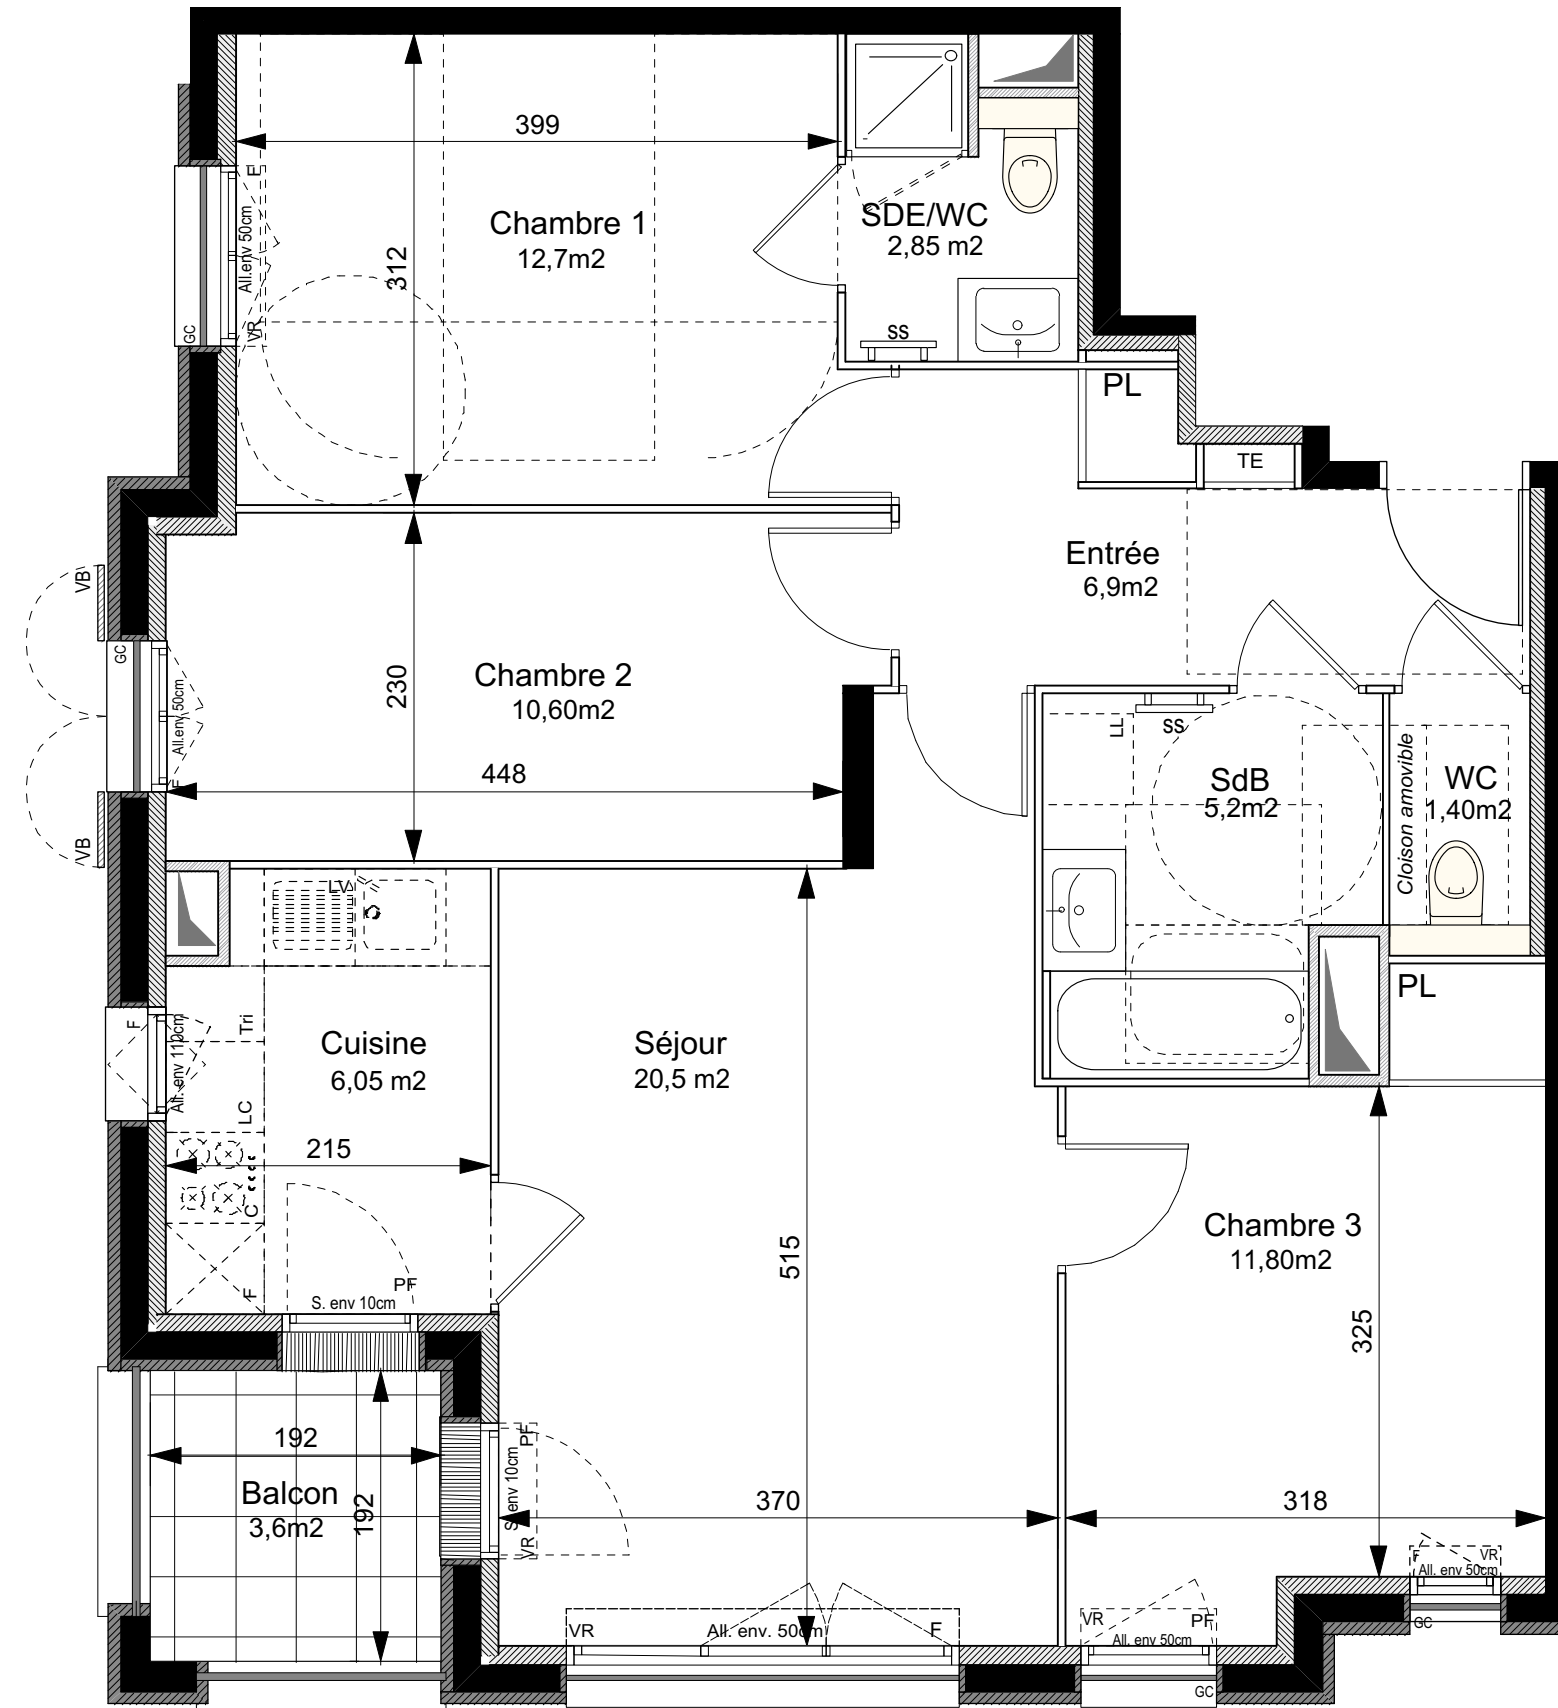 399
Chambre 1
12,7m2
312
F
All.env 50cm
VR
GC
SDE/WC
2,85 m2
SS
PL
TE
Entrée
6,9m2
VB
GC
All.env 50cm
F
VB
Chambre 2
10,60m2
230
448
LL
SS
SdB
5,2m2
Cloison amovible
WC
1,40m2
PL
LV
F
All. env 110cm
Tri
LC
C
F
Cuisine
6,05 m2
215
PF
S. env 10cm
Séjour
20,5 m2
515
370
Chambre 3
11,80m2
325
318
192
Balcon
3,6m2
192
PF
S. env 10cm
VR
VR
All. env. 50cm
F
VR
PF
All. env 50cm
GC
F
VR
All. env 50cm
GC